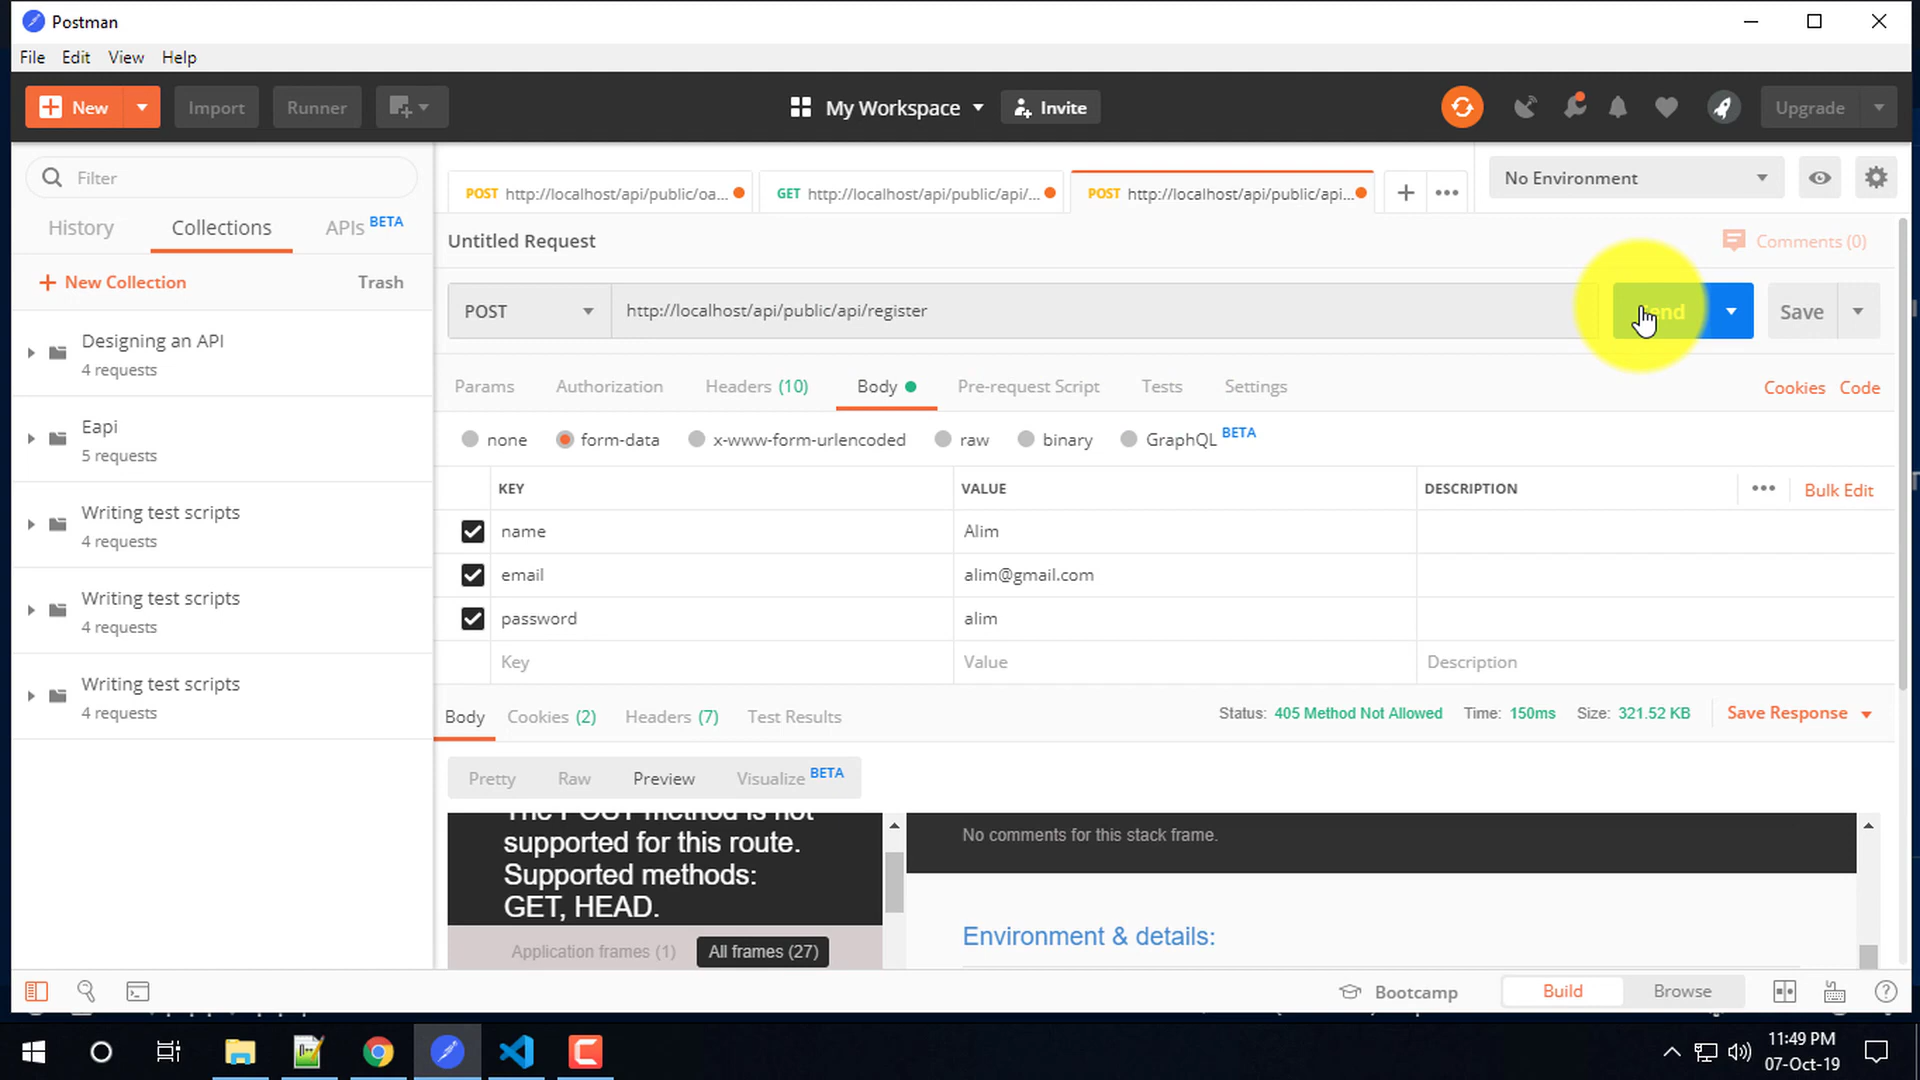 Postman
File Edit View Help
New Import Runner My Workspace Invite Upgrade
Filter
History Collections APIs BETA
New Collection Trash
Designing an API
4 requests
Eapi
5 requests
Writing test scripts
4 requests
Writing test scripts
4 requests
Writing test scripts
4 requests
POST http://localhost/api/public/oa...
GET http://localhost/api/public/api/...
POST http://localhost/api/public/api...
No Environment
Untitled Request
Comments (0)
POST http://localhost/api/public/api/register
Save
Params Authorization Headers (10) Body Pre-request Script Tests Settings
Cookies Code
none form-data x-www-form-urlencoded raw binary GraphQL BETA
KEY VALUE DESCRIPTION ••• Bulk Edit
name Alim
email alim@gmail.com
password alim
Key Value Description
Body Cookies (2) Headers (7) Test Results
Status: 405 Method Not Allowed Time: 150ms Size: 321.52 KB Save Response
Pretty Raw Preview Visualize BETA
The POST method is not
supported for this route.
Supported methods:
GET, HEAD.
Application frames (1) All frames (27)
No comments for this stack frame.
Environment & details:
Bootcamp Build Browse
11:49 PM
07-Oct-19